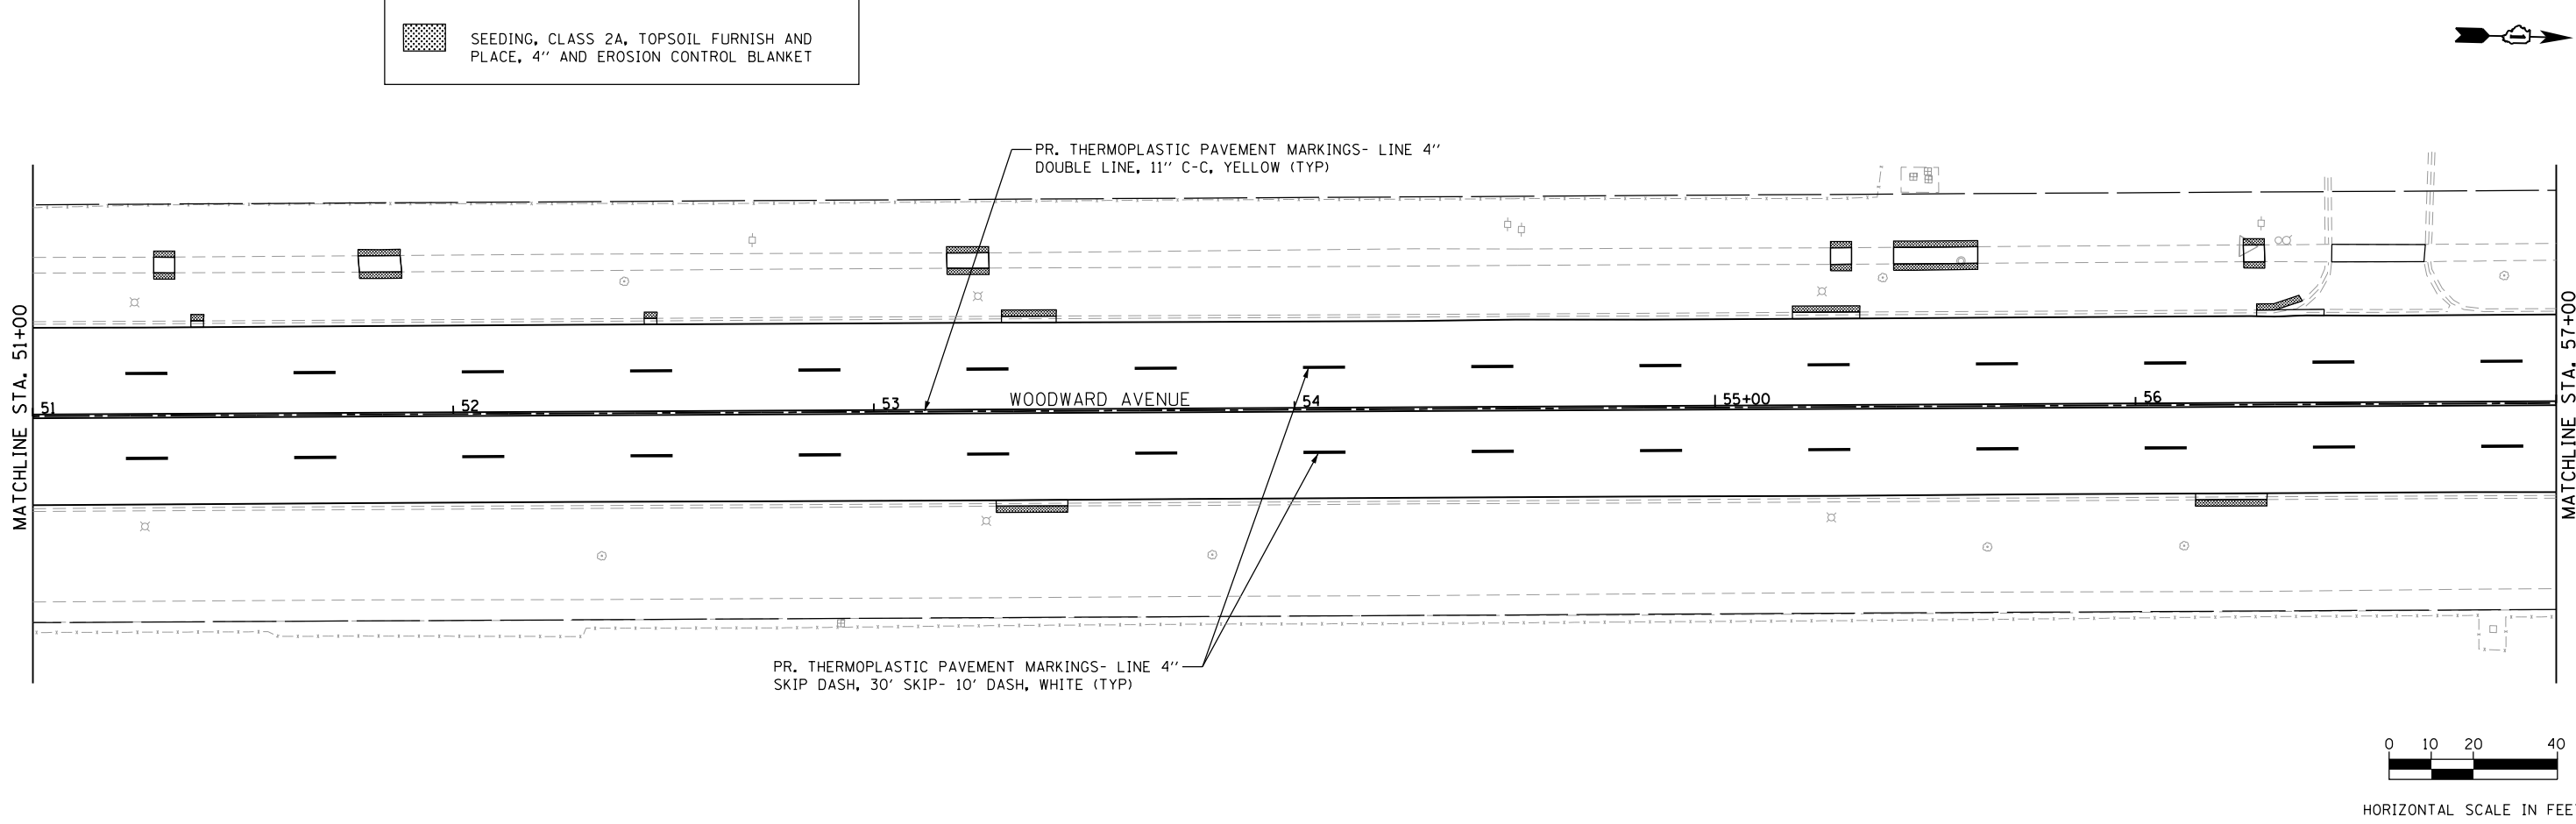 SEEDING, CLASS 2A, TOPSOIL FURNISH AND
PLACE, 4'' AND EROSION CONTROL BLANKET
PR. THERMOPLASTIC PAVEMENT MARKINGS- LINE 4''
DOUBLE LINE, 11'' C-C, YELLOW (TYP)
MATCHLINE STA. 51+00
51
52
53
WOODWARD AVENUE
54
55+00
56
MATCHLINE STA. 57+00
PR. THERMOPLASTIC PAVEMENT MARKINGS- LINE 4''
SKIP DASH, 30' SKIP- 10' DASH, WHITE (TYP)
0 10 20 40
HORIZONTAL SCALE IN FEE